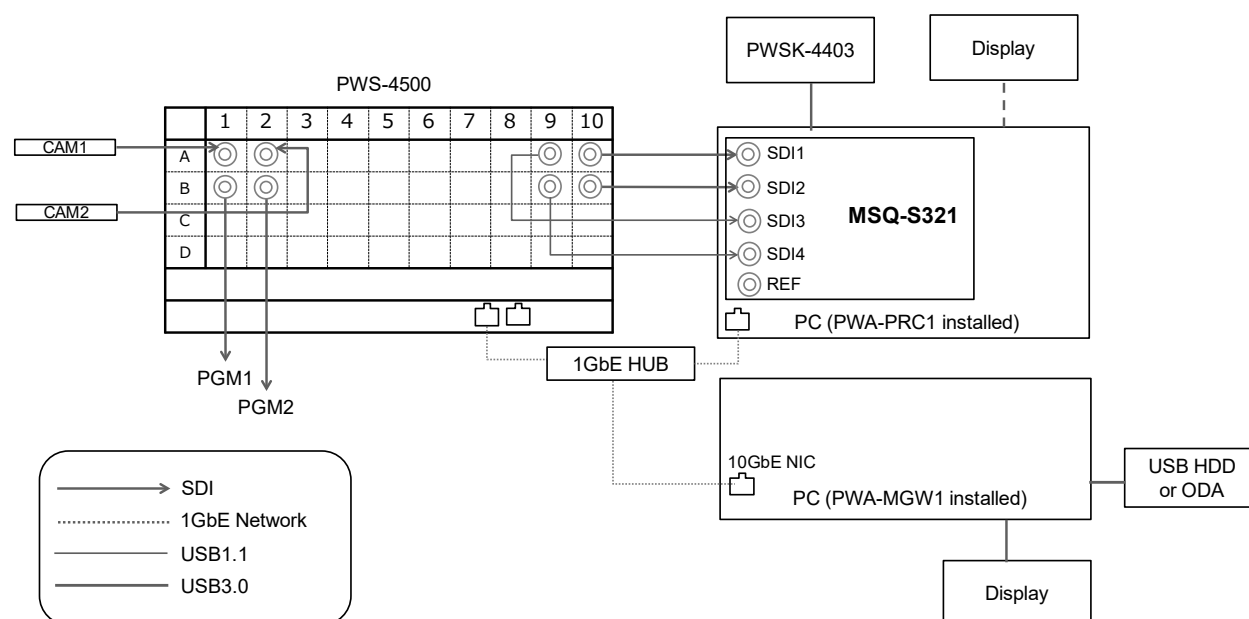 PWSK-4403
Display
PWS-4500
1 2 3 4 5 6 7 8 9 10
CAM1
A
B
CAM2
C
D
SDI1
SDI2
SDI3
SDI4
REF
MSQ-S321
PC (PWA-PRC1 installed)
1GbE HUB
PGM1
PGM2
10GbE NIC
PC (PWA-MGW1 installed)
USB HDD
or ODA
Display
SDI
1GbE Network
USB1.1
USB3.0